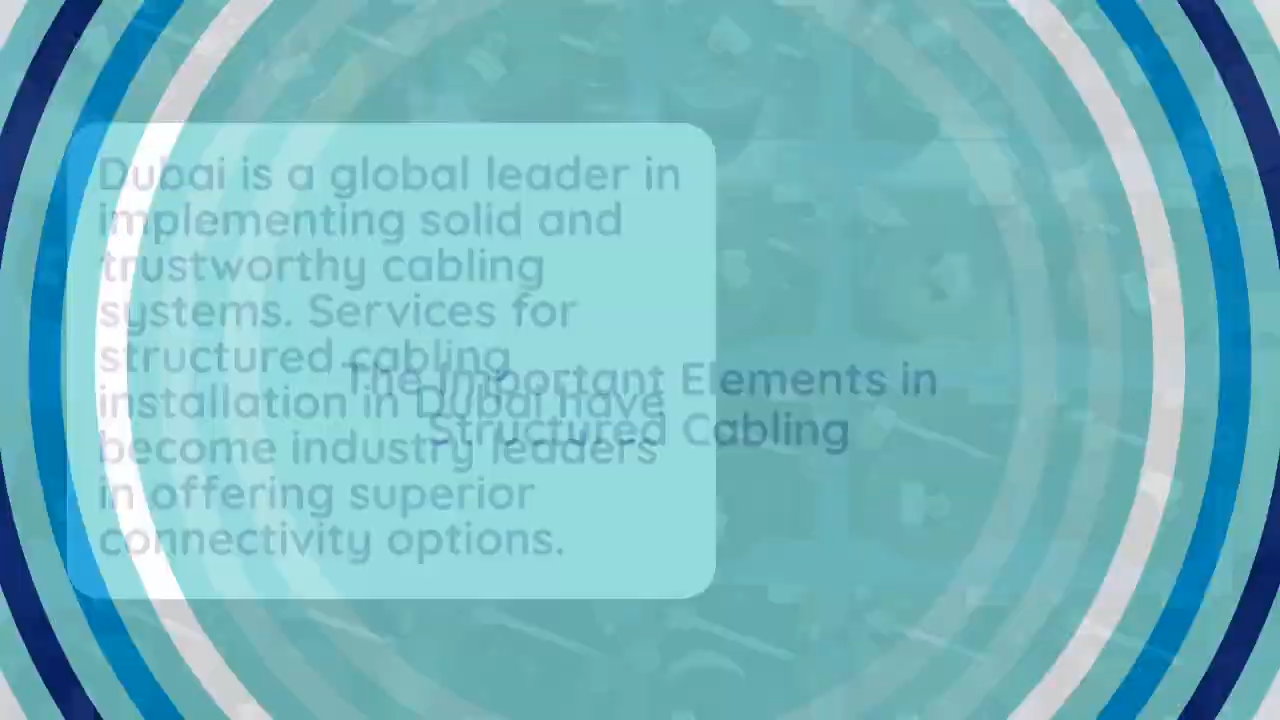 Dubai is a global leader in
implementing solid and
trustworthy cabling
systems. Services for
structured cabling
installation in Dubai have
become industry leaders
in offering superior
connectivity options.
The Important Elements in
Structured Cabling